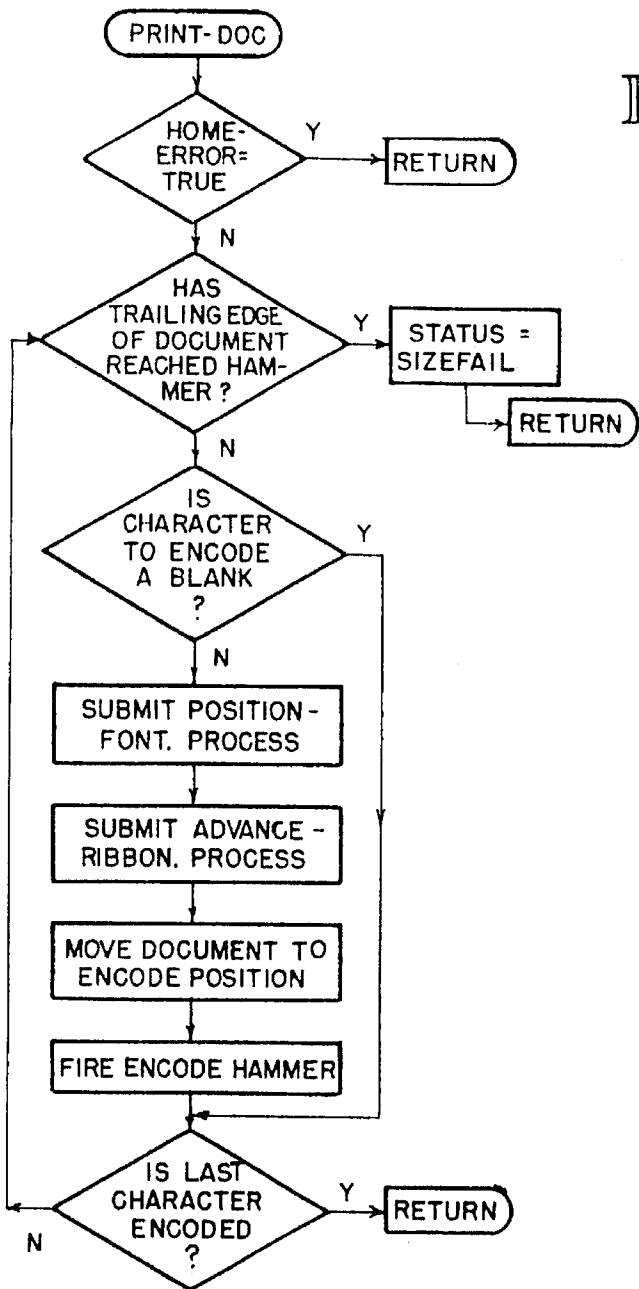 PRINT-DOC
HOME-
ERROR=
TRUE
Y
RETURN
N
HAS
TRAILING EDGE
OF DOCUMENT
REACHED HAM-
MER ?
Y
STATUS =
SIZEFAIL
RETURN
N
IS
CHARACTER
TO ENCODE
A BLANK
?
Y
N
SUBMIT POSITION-
FONT. PROCESS
SUBMIT ADVANCE-
RIBBON. PROCESS
MOVE DOCUMENT TO
ENCODE POSITION
FIRE ENCODE HAMMER
IS LAST
CHARACTER
ENCODED
?
Y
RETURN
N